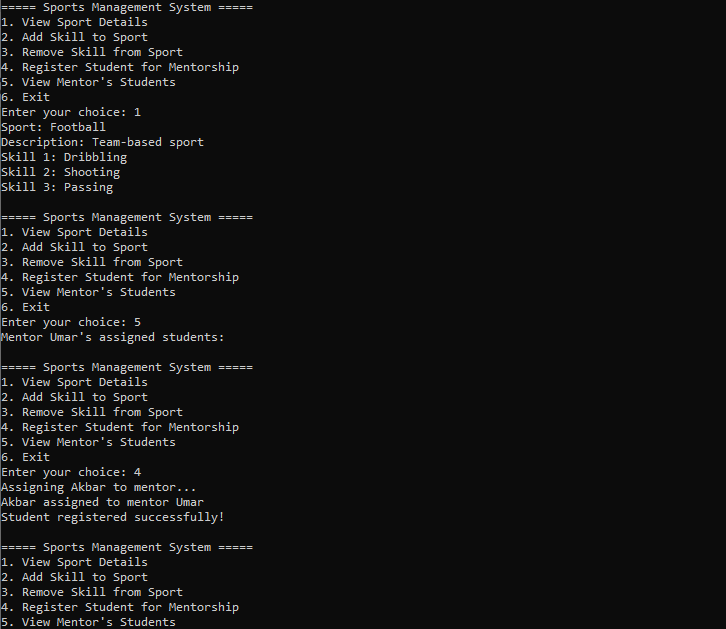 ===== Sports Management System =====
1. View Sport Details
2. Add Skill to Sport
3. Remove Skill from Sport
4. Register Student for Mentorship
5. View Mentor's Students
6. Exit
Enter your choice: 1
Sport: Football
Description: Team-based sport
Skill 1: Dribbling
Skill 2: Shooting
Skill 3: Passing
===== Sports Management System =====
1. View Sport Details
2. Add Skill to Sport
3. Remove Skill from Sport
4. Register Student for Mentorship
5. View Mentor's Students
6. Exit
Enter your choice: 5
Mentor Umar's assigned students:
===== Sports Management System =====
1. View Sport Details
2. Add Skill to Sport
3. Remove Skill from Sport
4. Register Student for Mentorship
5. View Mentor's Students
6. Exit
Enter your choice: 4
Assigning Akbar to mentor...
Akbar assigned to mentor Umar
Student registered successfully!
===== Sports Management System =====
1. View Sport Details
2. Add Skill to Sport
3. Remove Skill from Sport
4. Register Student for Mentorship
5. View Mentor's Students